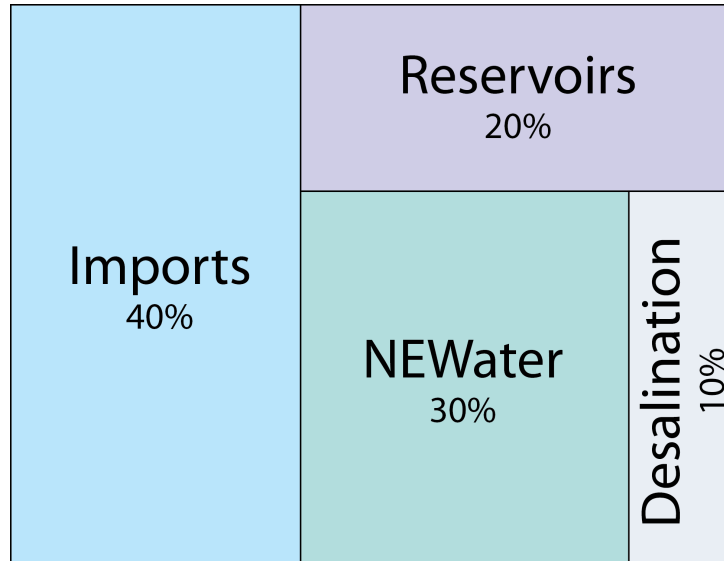 Imports
40%
Reservoirs
20%
NEWater
30%
Desalination
10%